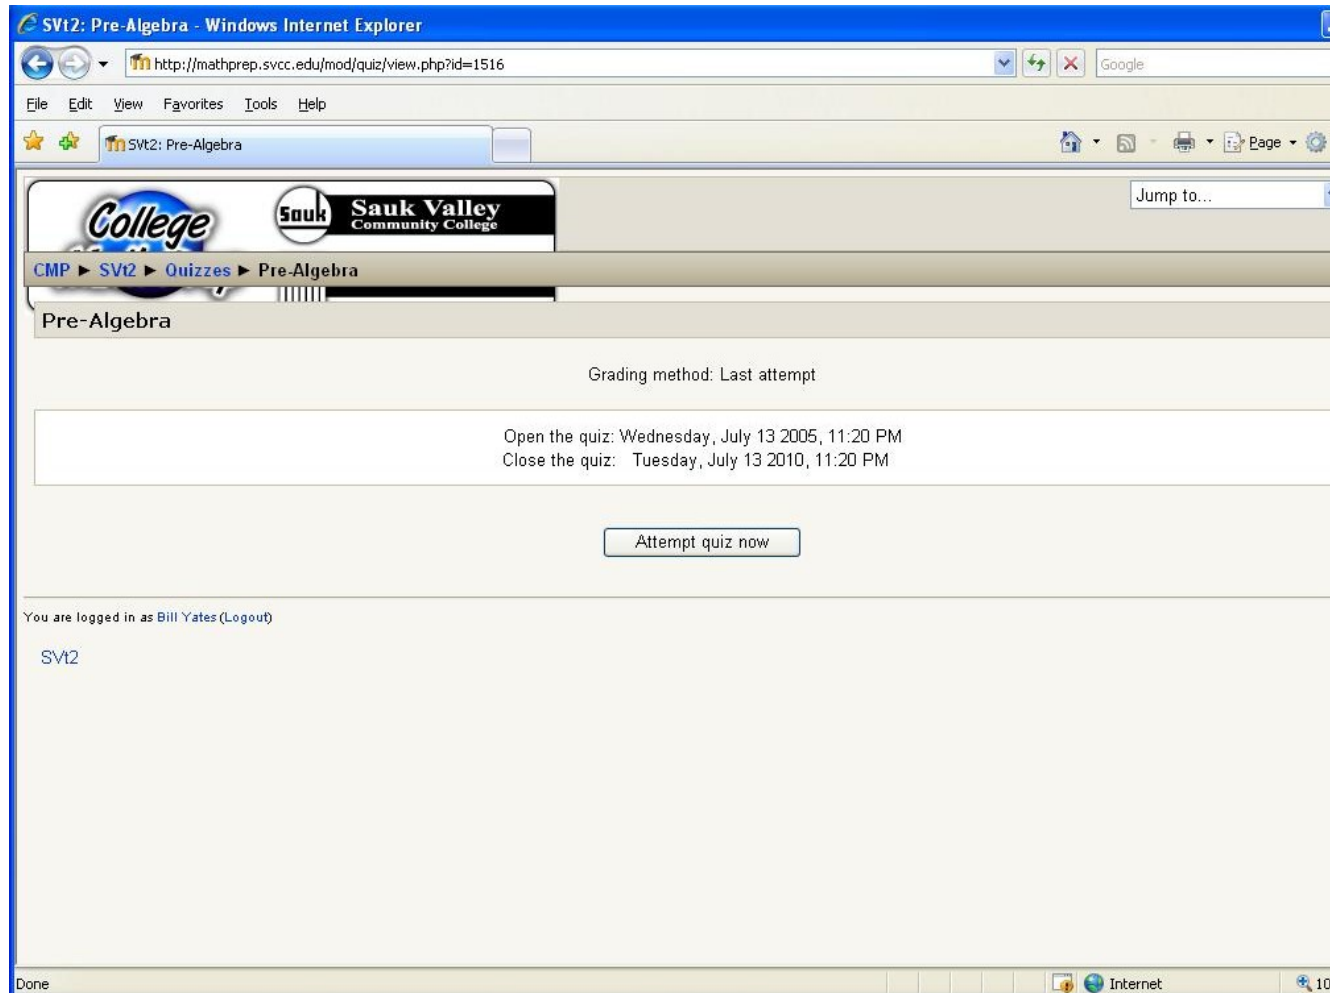 SVt2: Pre-Algebra - Windows Internet Explorer
http://mathprep.svcc.edu/mod/quiz/view.php?id=1516
Google
File Edit View Favorites Tools Help
SVt2: Pre-Algebra
Page
College
Sauk
Sauk Valley
Community College
Jump to...
CMP ► SVt2 ► Quizzes ► Pre-Algebra
Pre-Algebra
Grading method: Last attempt
Open the quiz: Wednesday, July 13 2005, 11:20 PM
Close the quiz: Tuesday, July 13 2010, 11:20 PM
Attempt quiz now
You are logged in as Bill Yates (Logout)
SVt2
Done
Internet
10